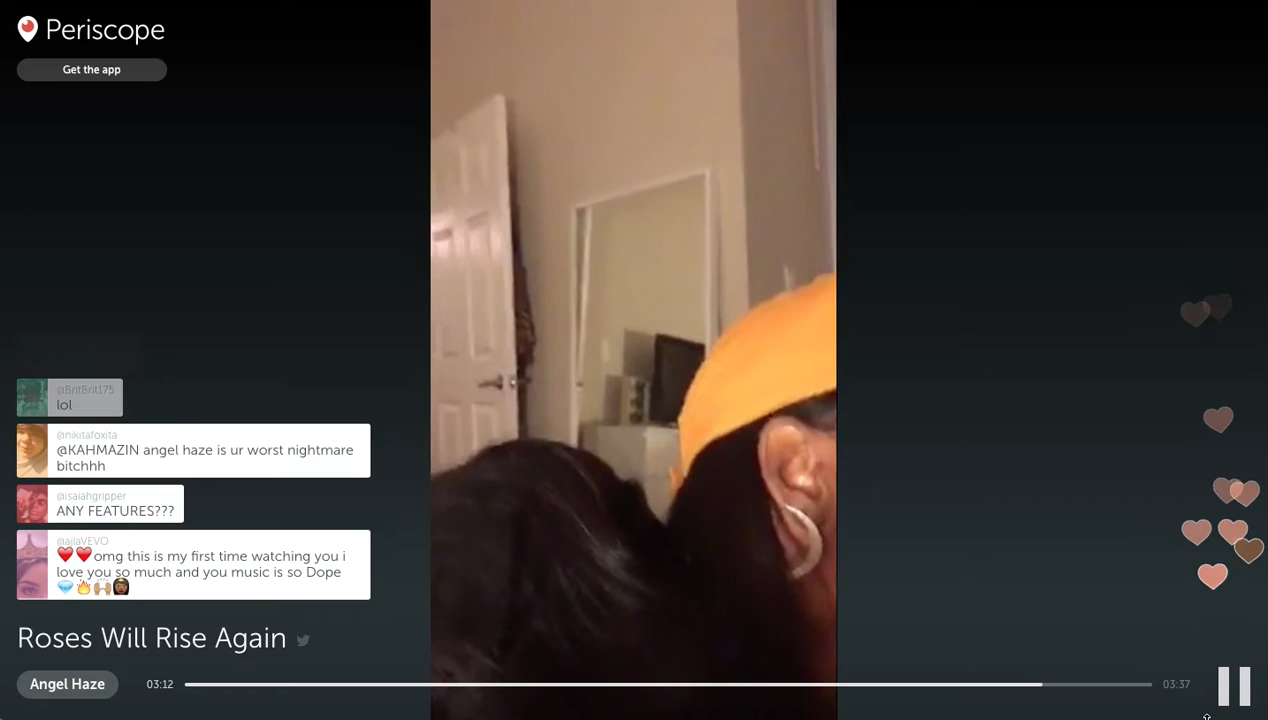 Periscope
Get the app
@BritBrit175
lol
@nikitafoxita
@KAHMAZIN angel haze is ur worst nightmare
bitchhh
@isaiahgripper
ANY FEATURES???
@ajlaVEVO
❤️❤️omg this is my first time watching you i
love you so much and you music is so Dope
💎🔥🙌🏽👸🏾
Roses Will Rise Again
Angel Haze
03:12
03:37